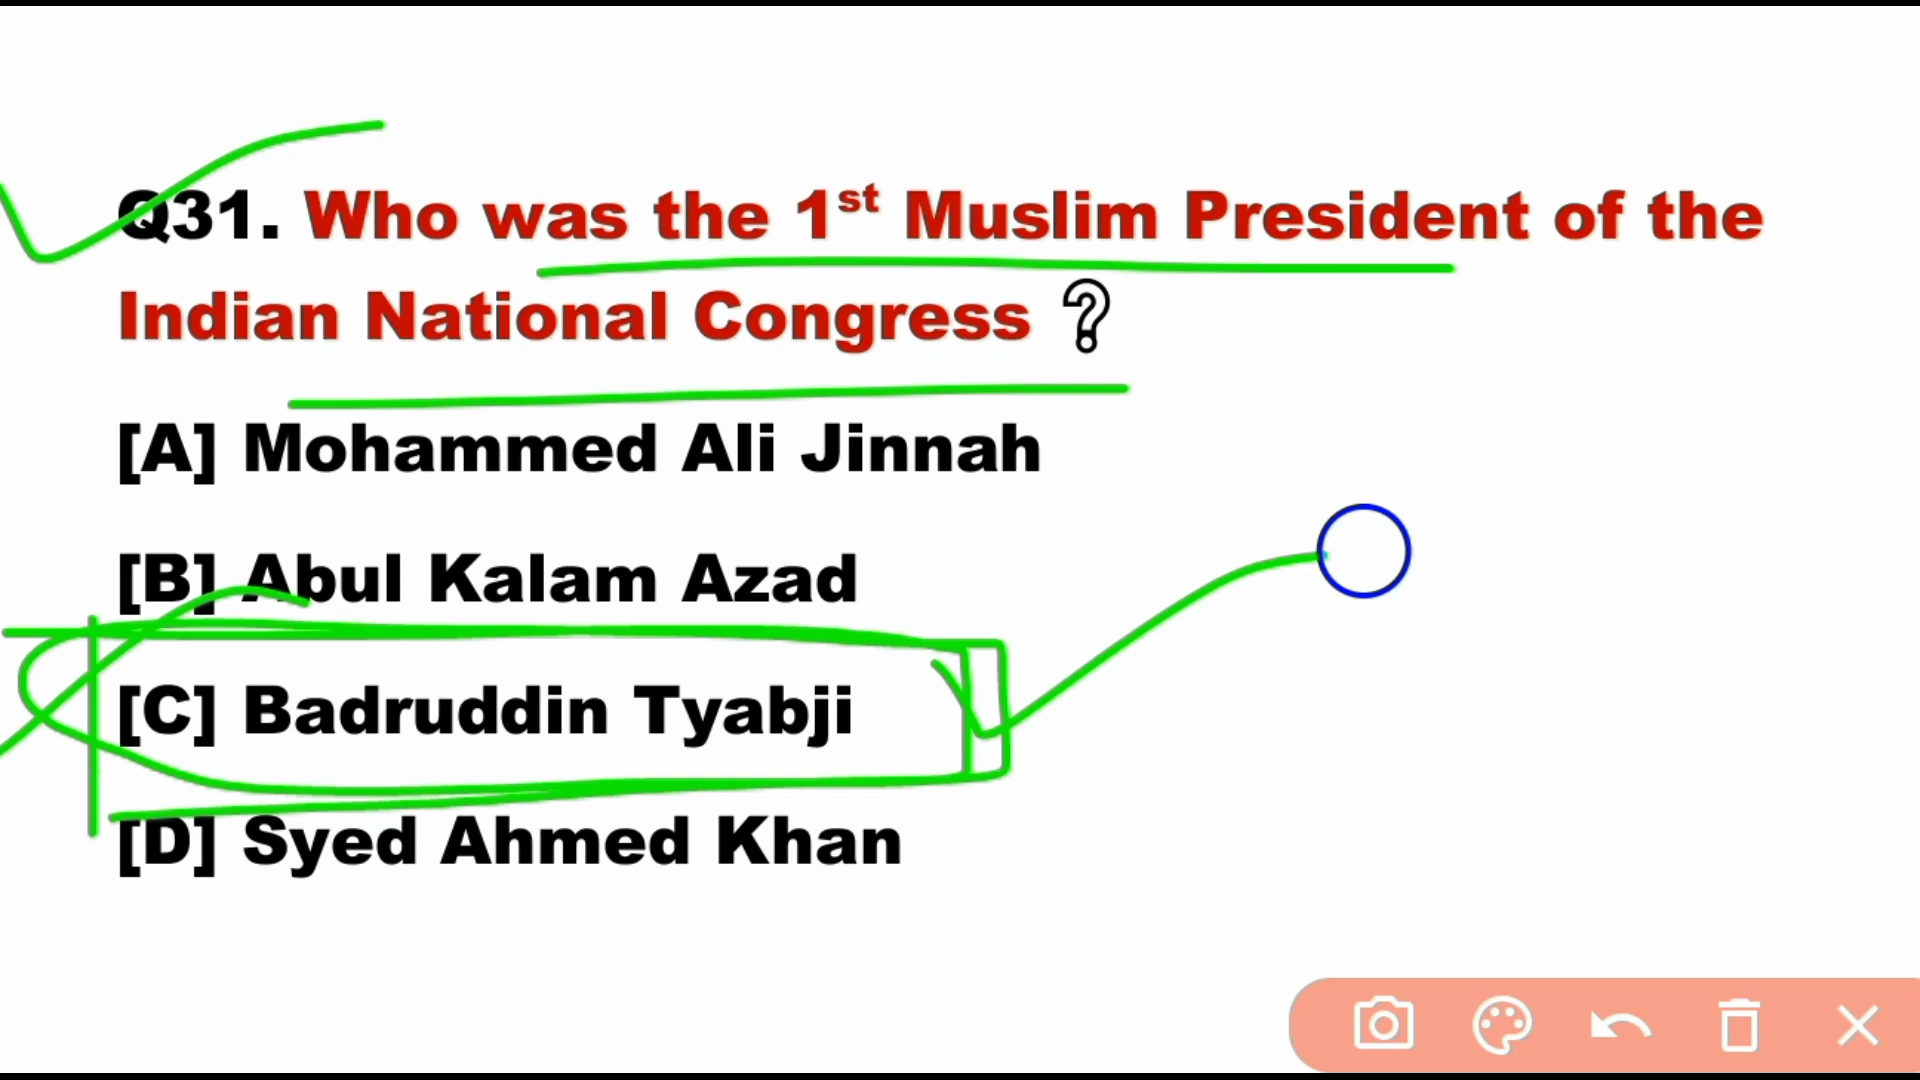 Q31. Who was the 1st Muslim President of the
Indian National Congress ?
[A] Mohammed Ali Jinnah
[B] Abul Kalam Azad
[C] Badruddin Tyabji
[D] Syed Ahmed Khan